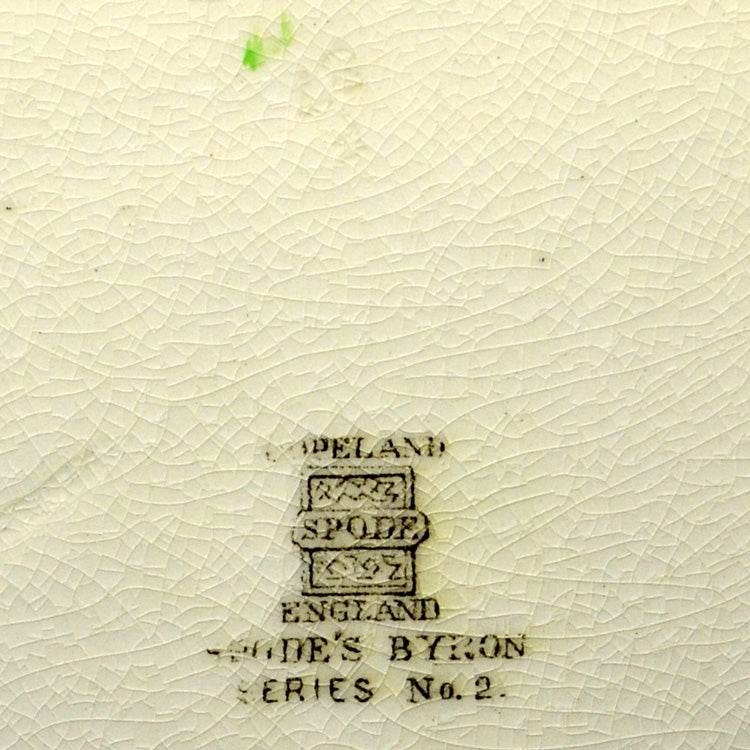 COPELAND
SPODE
ENGLAND
SPODE'S BYRON
SERIES No. 2.